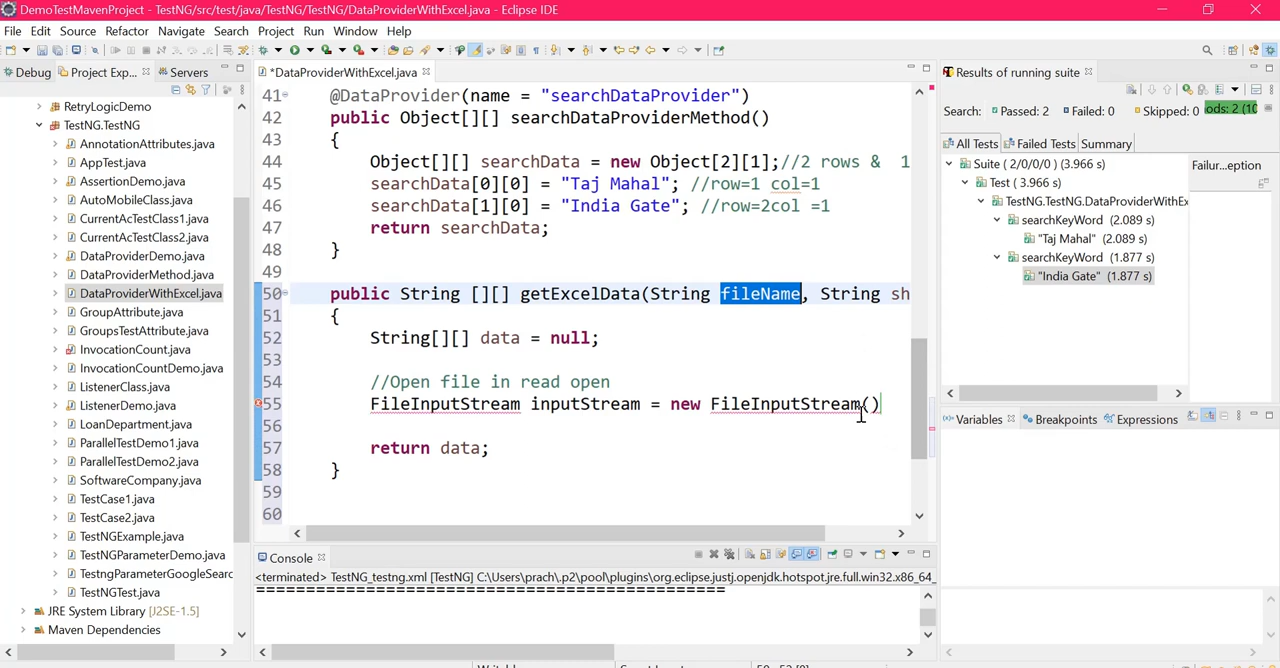 DemoTestMavenProject - TestNG/src/test/java/TestNG/TestNG/DataProviderWithExcel.java - Eclipse IDE
File Edit Source Refactor Navigate Search Project Run Window Help
Debug Project Exp... Servers
RetryLogicDemo
TestNG.TestNG
AnnotationAttributes.java
AppTest.java
AssertionDemo.java
AutoMobileClass.java
CurrentAcTestClass1.java
CurrentAcTestClass2.java
DataProviderDemo.java
DataProviderMethod.java
DataProviderWithExcel.java
GroupAttribute.java
GroupsTestAttribute.java
InvocationCount.java
InvocationCountDemo.java
ListenerClass.java
ListenerDemo.java
LoanDepartment.java
ParallelTestDemo1.java
ParallelTestDemo2.java
SoftwareCompany.java
TestCase1.java
TestCase2.java
TestNGExample.java
TestNGParameterDemo.java
TestngParameterGoogleSearc
TestNGTest.java
JRE System Library [J2SE-1.5]
Maven Dependencies
*DataProviderWithExcel.java
41 @DataProvider(name = "searchDataProvider")
42 public Object[][] searchDataProviderMethod()
43 {
44 Object[][] searchData = new Object[2][1];//2 rows & 1
45 searchData[0][0] = "Taj Mahal"; //row=1 col=1
46 searchData[1][0] = "India Gate"; //row=2col =1
47 return searchData;
48 }
49
50 public String [][] getExcelData(String fileName, String sh
51 {
52 String[][] data = null;
53
54 //Open file in read open
55 FileInputStream inputStream = new FileInputStream()
56
57 return data;
58 }
59
60
Console
<terminated> TestNG_testng.xml [TestNG] C:\Users\prach\.p2\pool\plugins\org.eclipse.justj.openjdk.hotspot.jre.full.win32.x86_64_
===============================================
Results of running suite
Search: Passed: 2 Failed: 0 Skipped: 0 ods: 2 (10
All Tests Failed Tests Summary
Suite (2/0/0/0 ) (3.966 s)
Test ( 3.966 s)
TestNG.TestNG.DataProviderWithEx
searchKeyWord (2.089 s)
"Taj Mahal" (2.089 s)
searchKeyWord (1.877 s)
"India Gate" (1.877 s)
Failur...eption
Variables Breakpoints Expressions